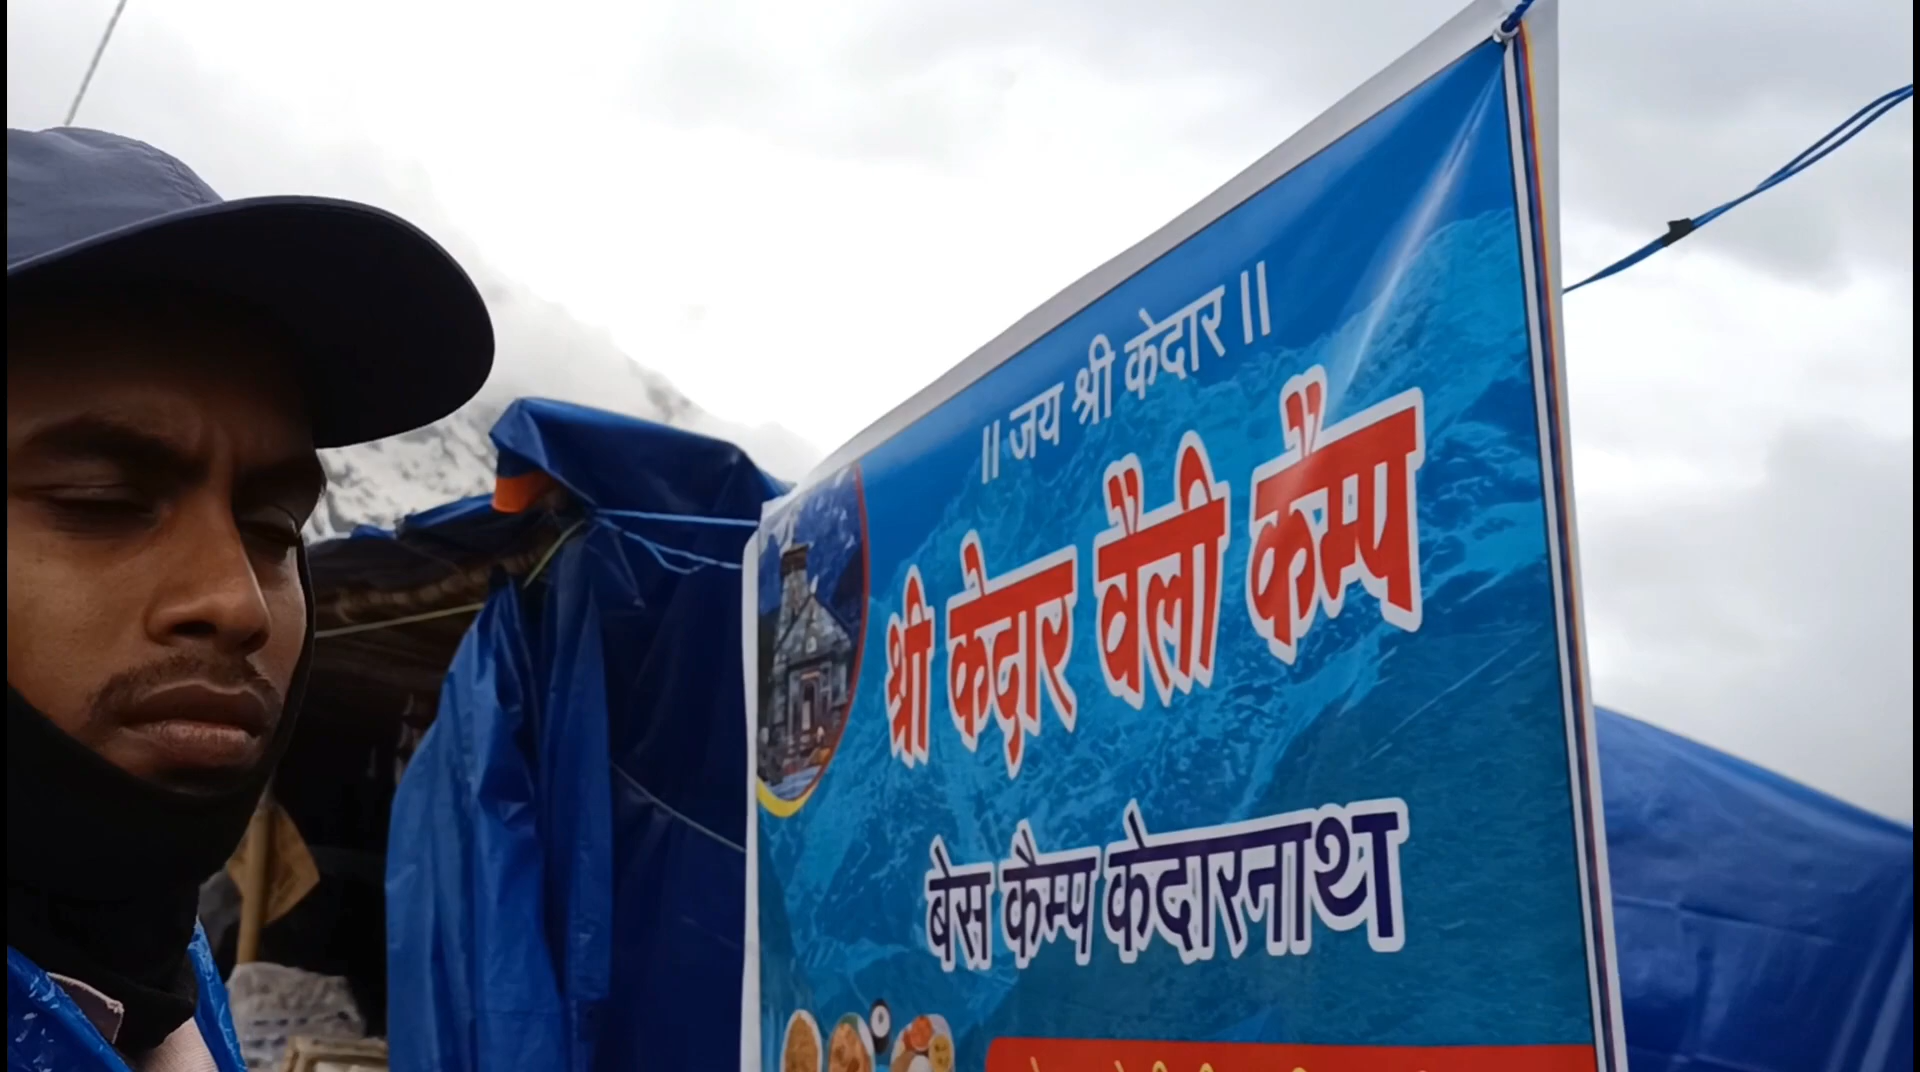 ॥ जय श्री केदार ॥
श्री केदार वैली कैम्प
बेस कैम्प केदारनाथ